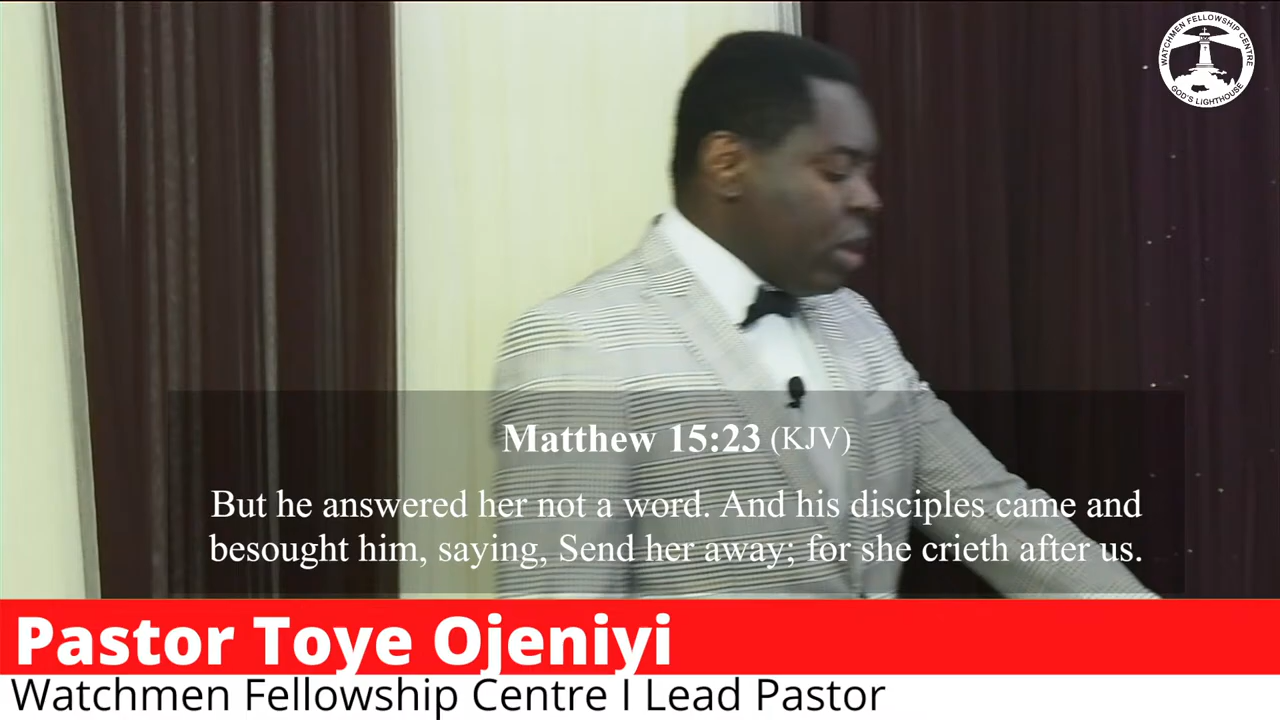 WATCHMEN FELLOWSHIP CENTRE
GOD'S LIGHTHOUSE
Matthew 15:23 (KJV)
But he answered her not a word. And his disciples came and
besought him, saying, Send her away; for she crieth after us.
Pastor Toye Ojeniyi
Watchmen Fellowship Centre I Lead Pastor